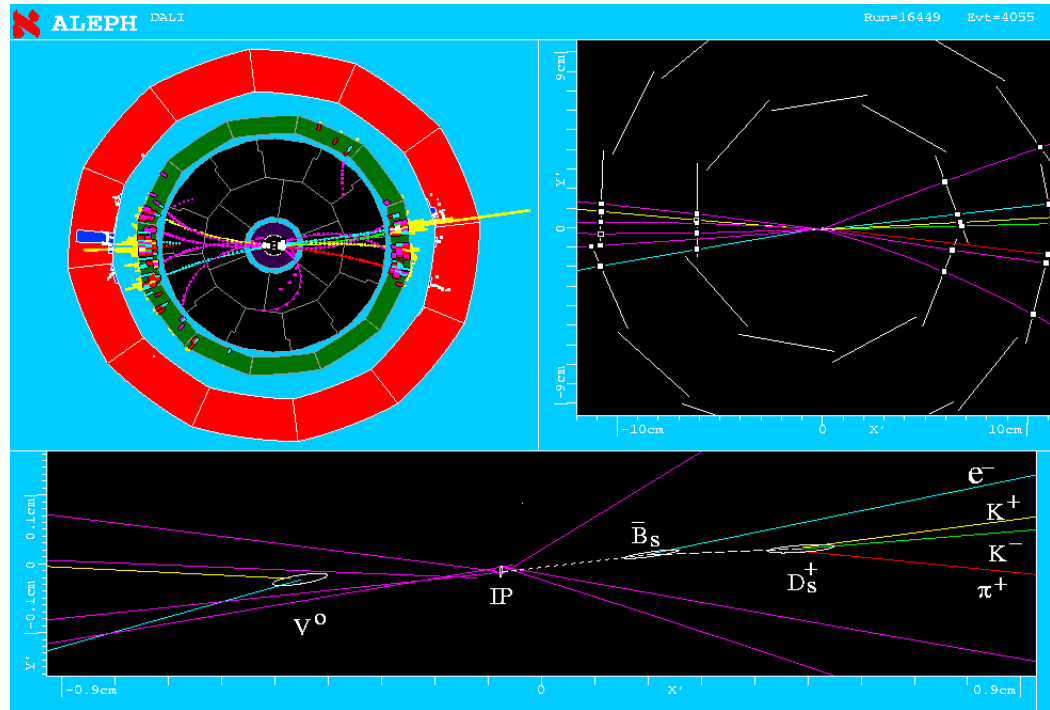 ALEPH DALI Run=16449 Evt=4055
9cm
Y'
0
-9cm
-10cm 0 X' 10cm
0.1cm
0
-0.1cm
Y'
e⁻
K⁺
B̄s
K⁻
Ds⁺
π⁺
IP
V⁰
-0.9cm 0 X' 0.9cm